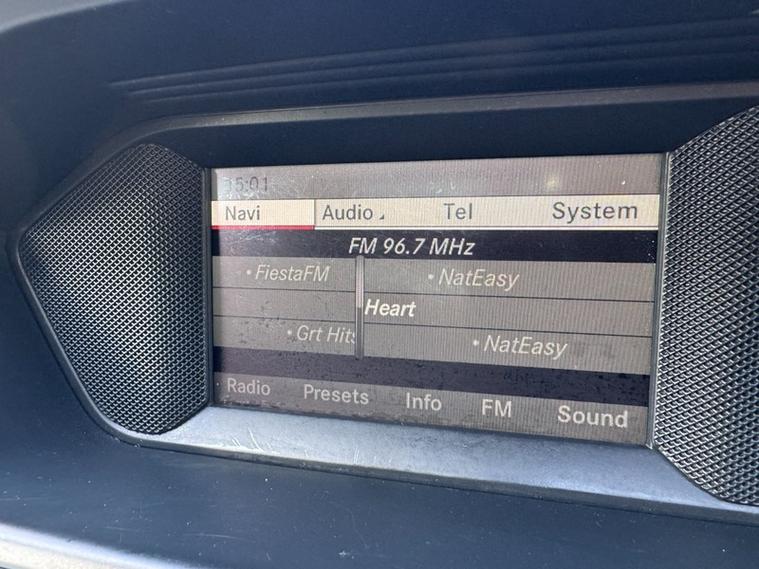 15:01
Navi Audio Tel System
FM 96.7 MHz
• FiestaFM • NatEasy
Heart
• Grt Hits • NatEasy
Radio Presets Info FM Sound